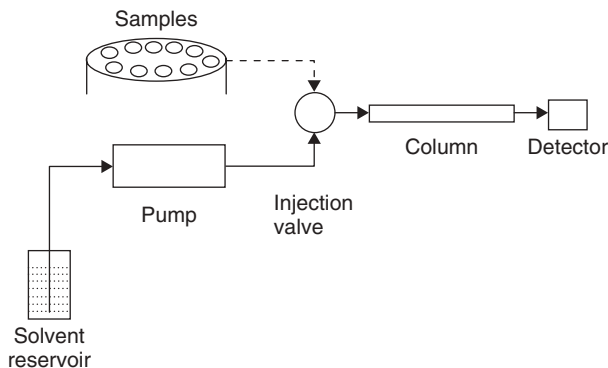 Samples
Column
Detector
Pump
Injection
valve
Solvent
reservoir